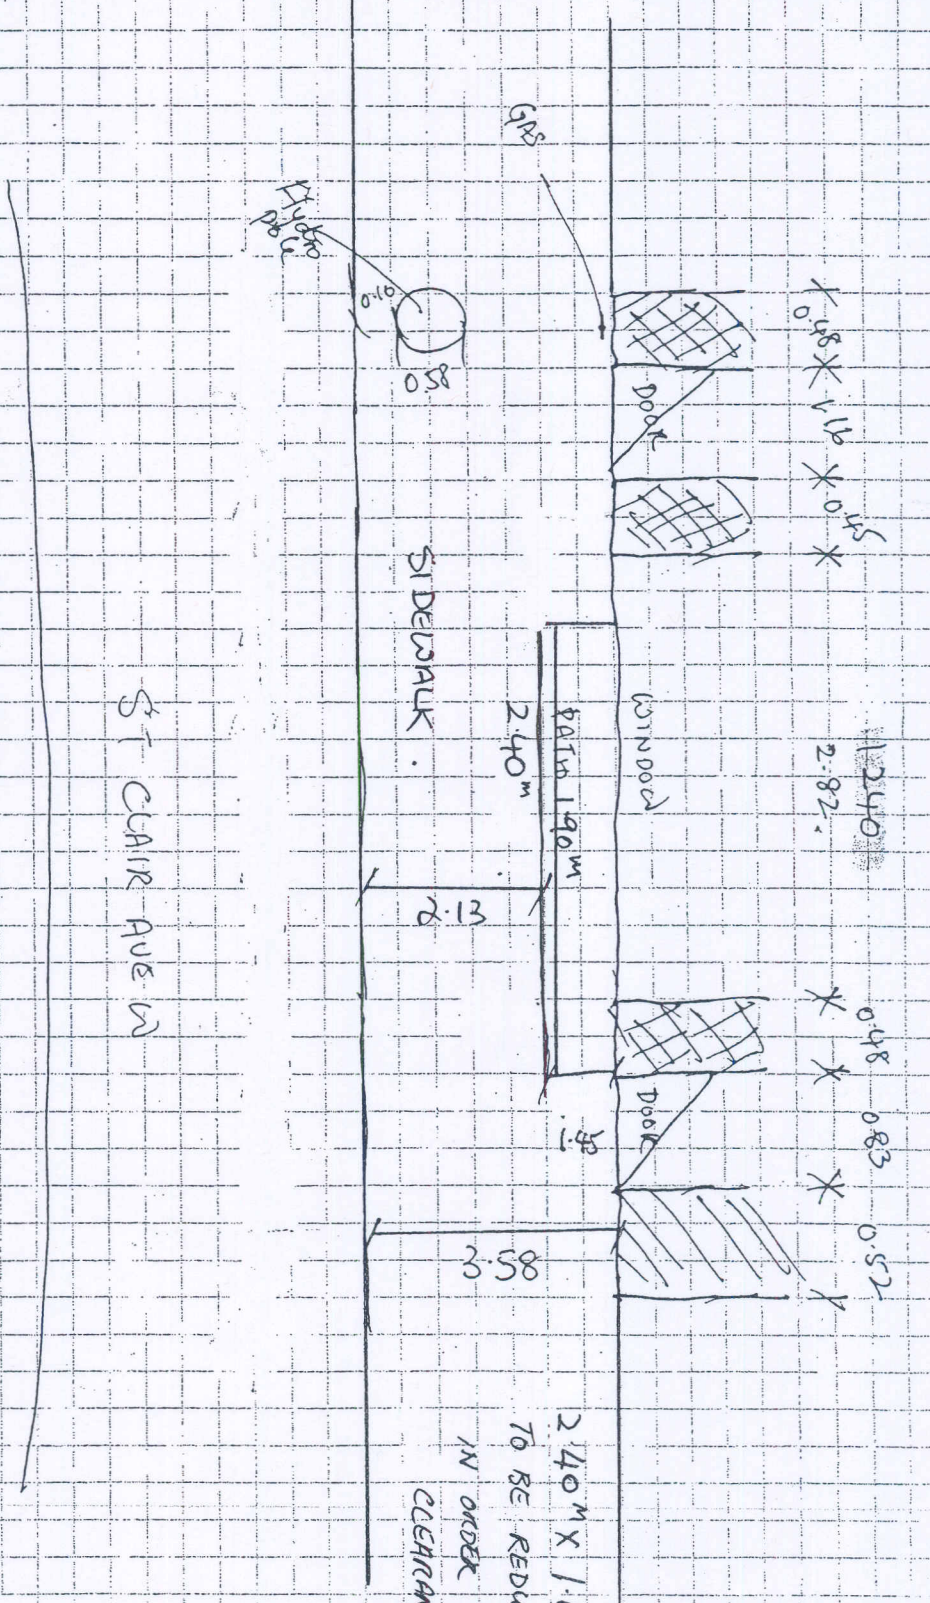 GAS
Hydro
pole
0.10
0.58
0.48
1.16
0.45
DOOR
SIDEWALK.
WINDOW
1240
2.82.
PATIO 1.90m
2.40m
2.13
0.48
0.83
0.52
DOOR
3.58
ST CLAIR AVE W
2.40M X 1.
TO BE REDU
IN ORDER
CLEARAN